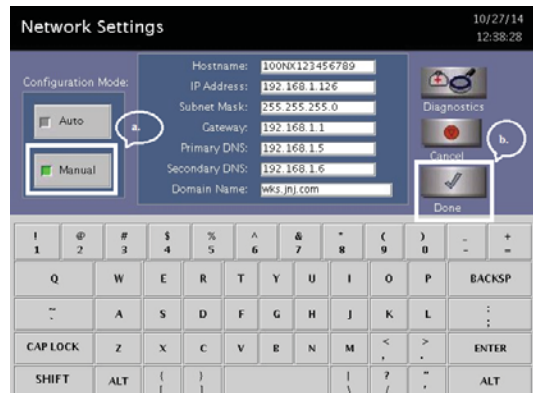 Network Settings
10/27/14
12:38:28
Configuration Mode:
Auto
Manual
a.
Hostname: 100NX123456789
IP Address: 192.168.1.126
Subnet Mask: 255.255.255.0
Gateway: 192.168.1.1
Primary DNS: 192.168.1.5
Secondary DNS: 192.168.1.6
Domain Name: wks.jnj.com
Diagnostics
Cancel
b.
Done
! @ # $ % ^ & * ( ) _ +
1 2 3 4 5 6 7 8 9 0 - =
Q W E R T Y U I O P BACKSP
A S D F G H J K L : ;
CAP LOCK Z X C V B N M < , > . ENTER
SHIFT ALT { [ } ] | \ ? / " ' ALT